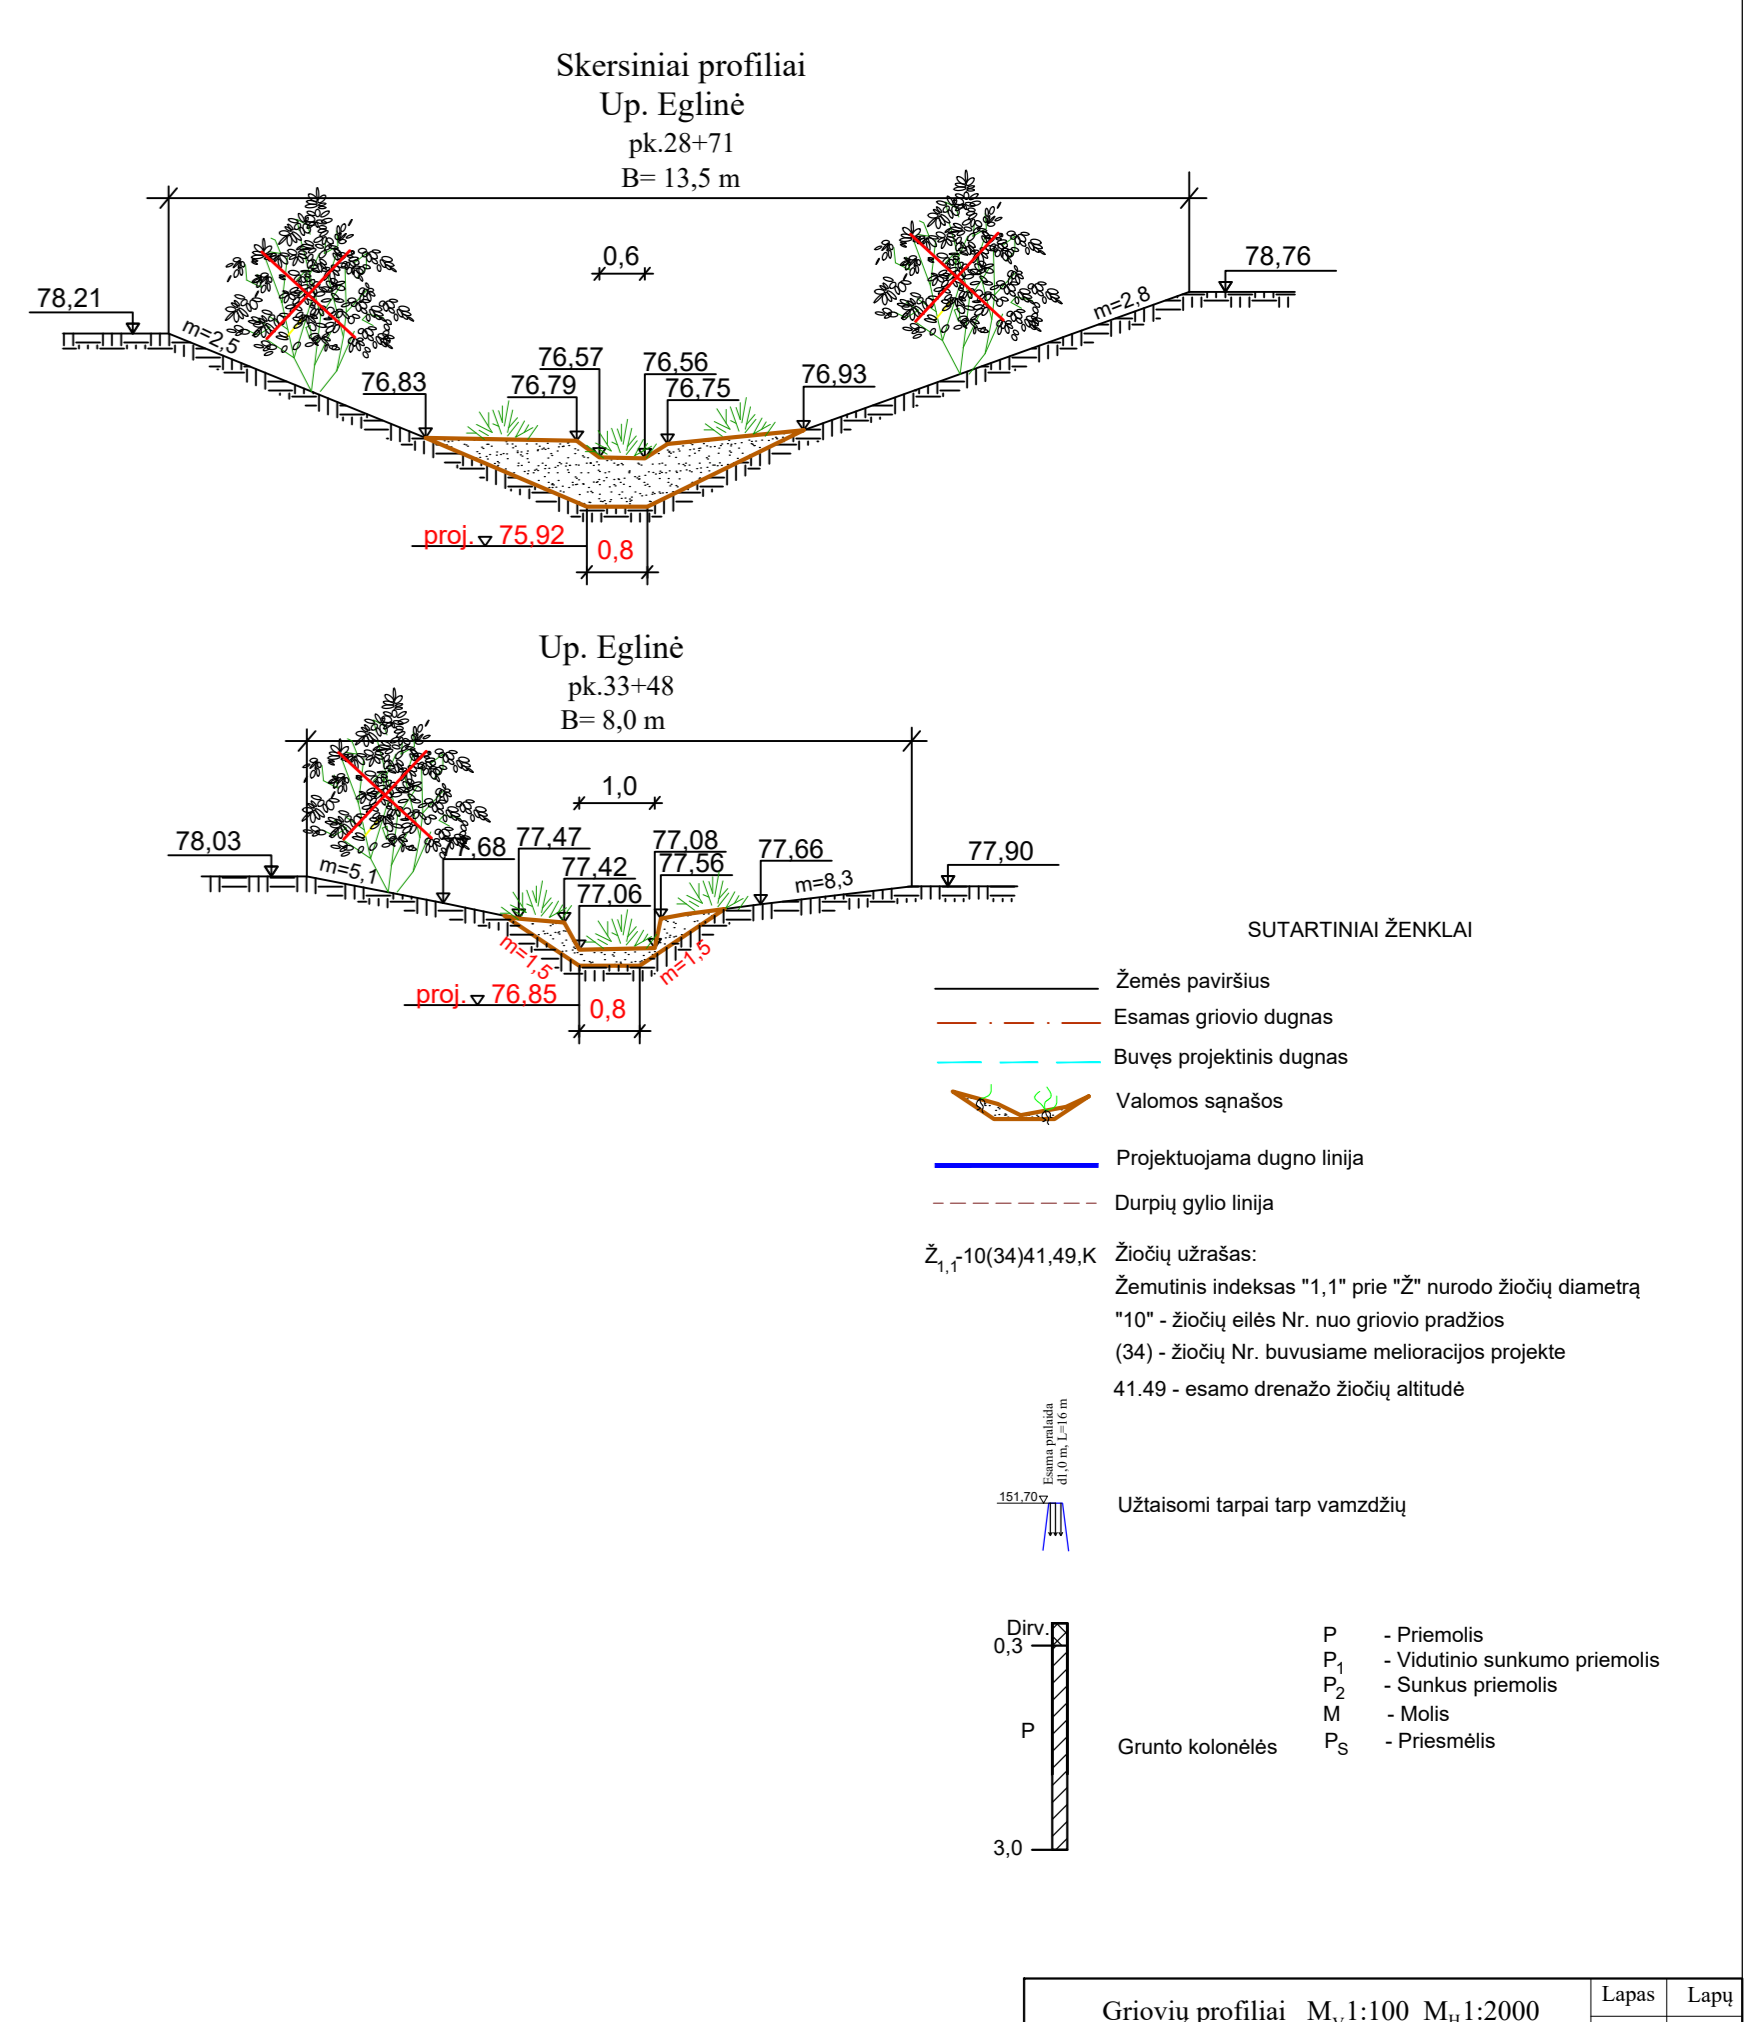 Skersiniai profiliai
Up. Eglinė
pk.28+71
B= 13,5 m
0,6
78,76
78,21
m=2,8
m=2,5
76,57
76,56
76,83
76,79
76,75
76,93
proj. 75,92
0,8
Up. Eglinė
pk.33+48
B= 8,0 m
1,0
78,03
7,68
77,47
77,08
77,66
77,90
77,42
77,56
m=5,1
77,06
m=8,3
m=1,5
m=1,5
proj. 76,85
0,8
SUTARTINIAI ŽENKLAI
Žemės paviršius
Esamas griovio dugnas
Buvęs projektinis dugnas
Valomos sąnašos
Projektuojama dugno linija
Durpių gylio linija
Ž1,1-10(34)41,49,K Žiočių užrašas:
Žemutinis indeksas "1,1" prie "Ž" nurodo žiočių diametrą
"10" - žiočių eilės Nr. nuo griovio pradžios
(34) - žiočių Nr. buvusiame melioracijos projekte
41.49 - esamo drenažo žiočių altitudė
Esama pralaida
d1,0 m, L=16 m
151,70
Užtaisomi tarpai tarp vamzdžių
Dirv.
0,3
P
3,0
Grunto kolonėlės
P - Priemolis
P1 - Vidutinio sunkumo priemolis
P2 - Sunkus priemolis
M - Molis
PS - Priesmėlis
Griovių profiliai MV1:100 MH1:2000
Lapas Lapų